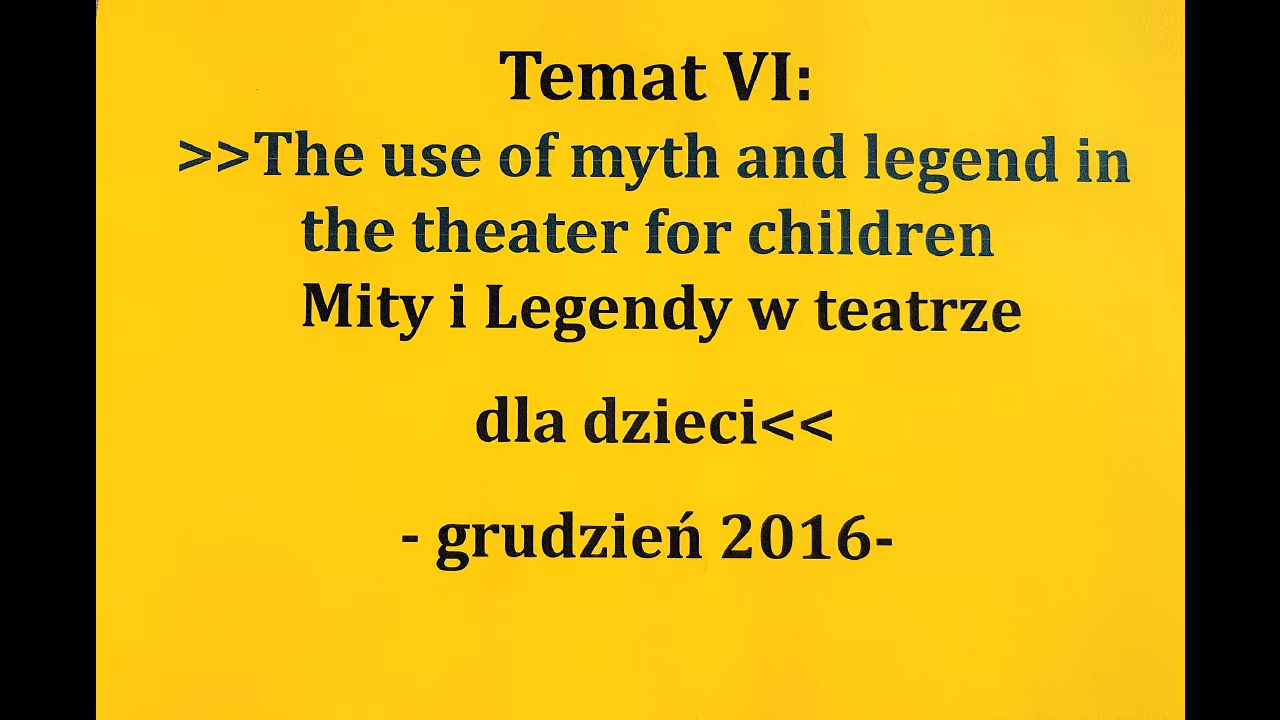 Temat VI:
>>The use of myth and legend in
the theater for children
Mity i Legendy w teatrze
dla dzieci<<
- grudzień 2016-